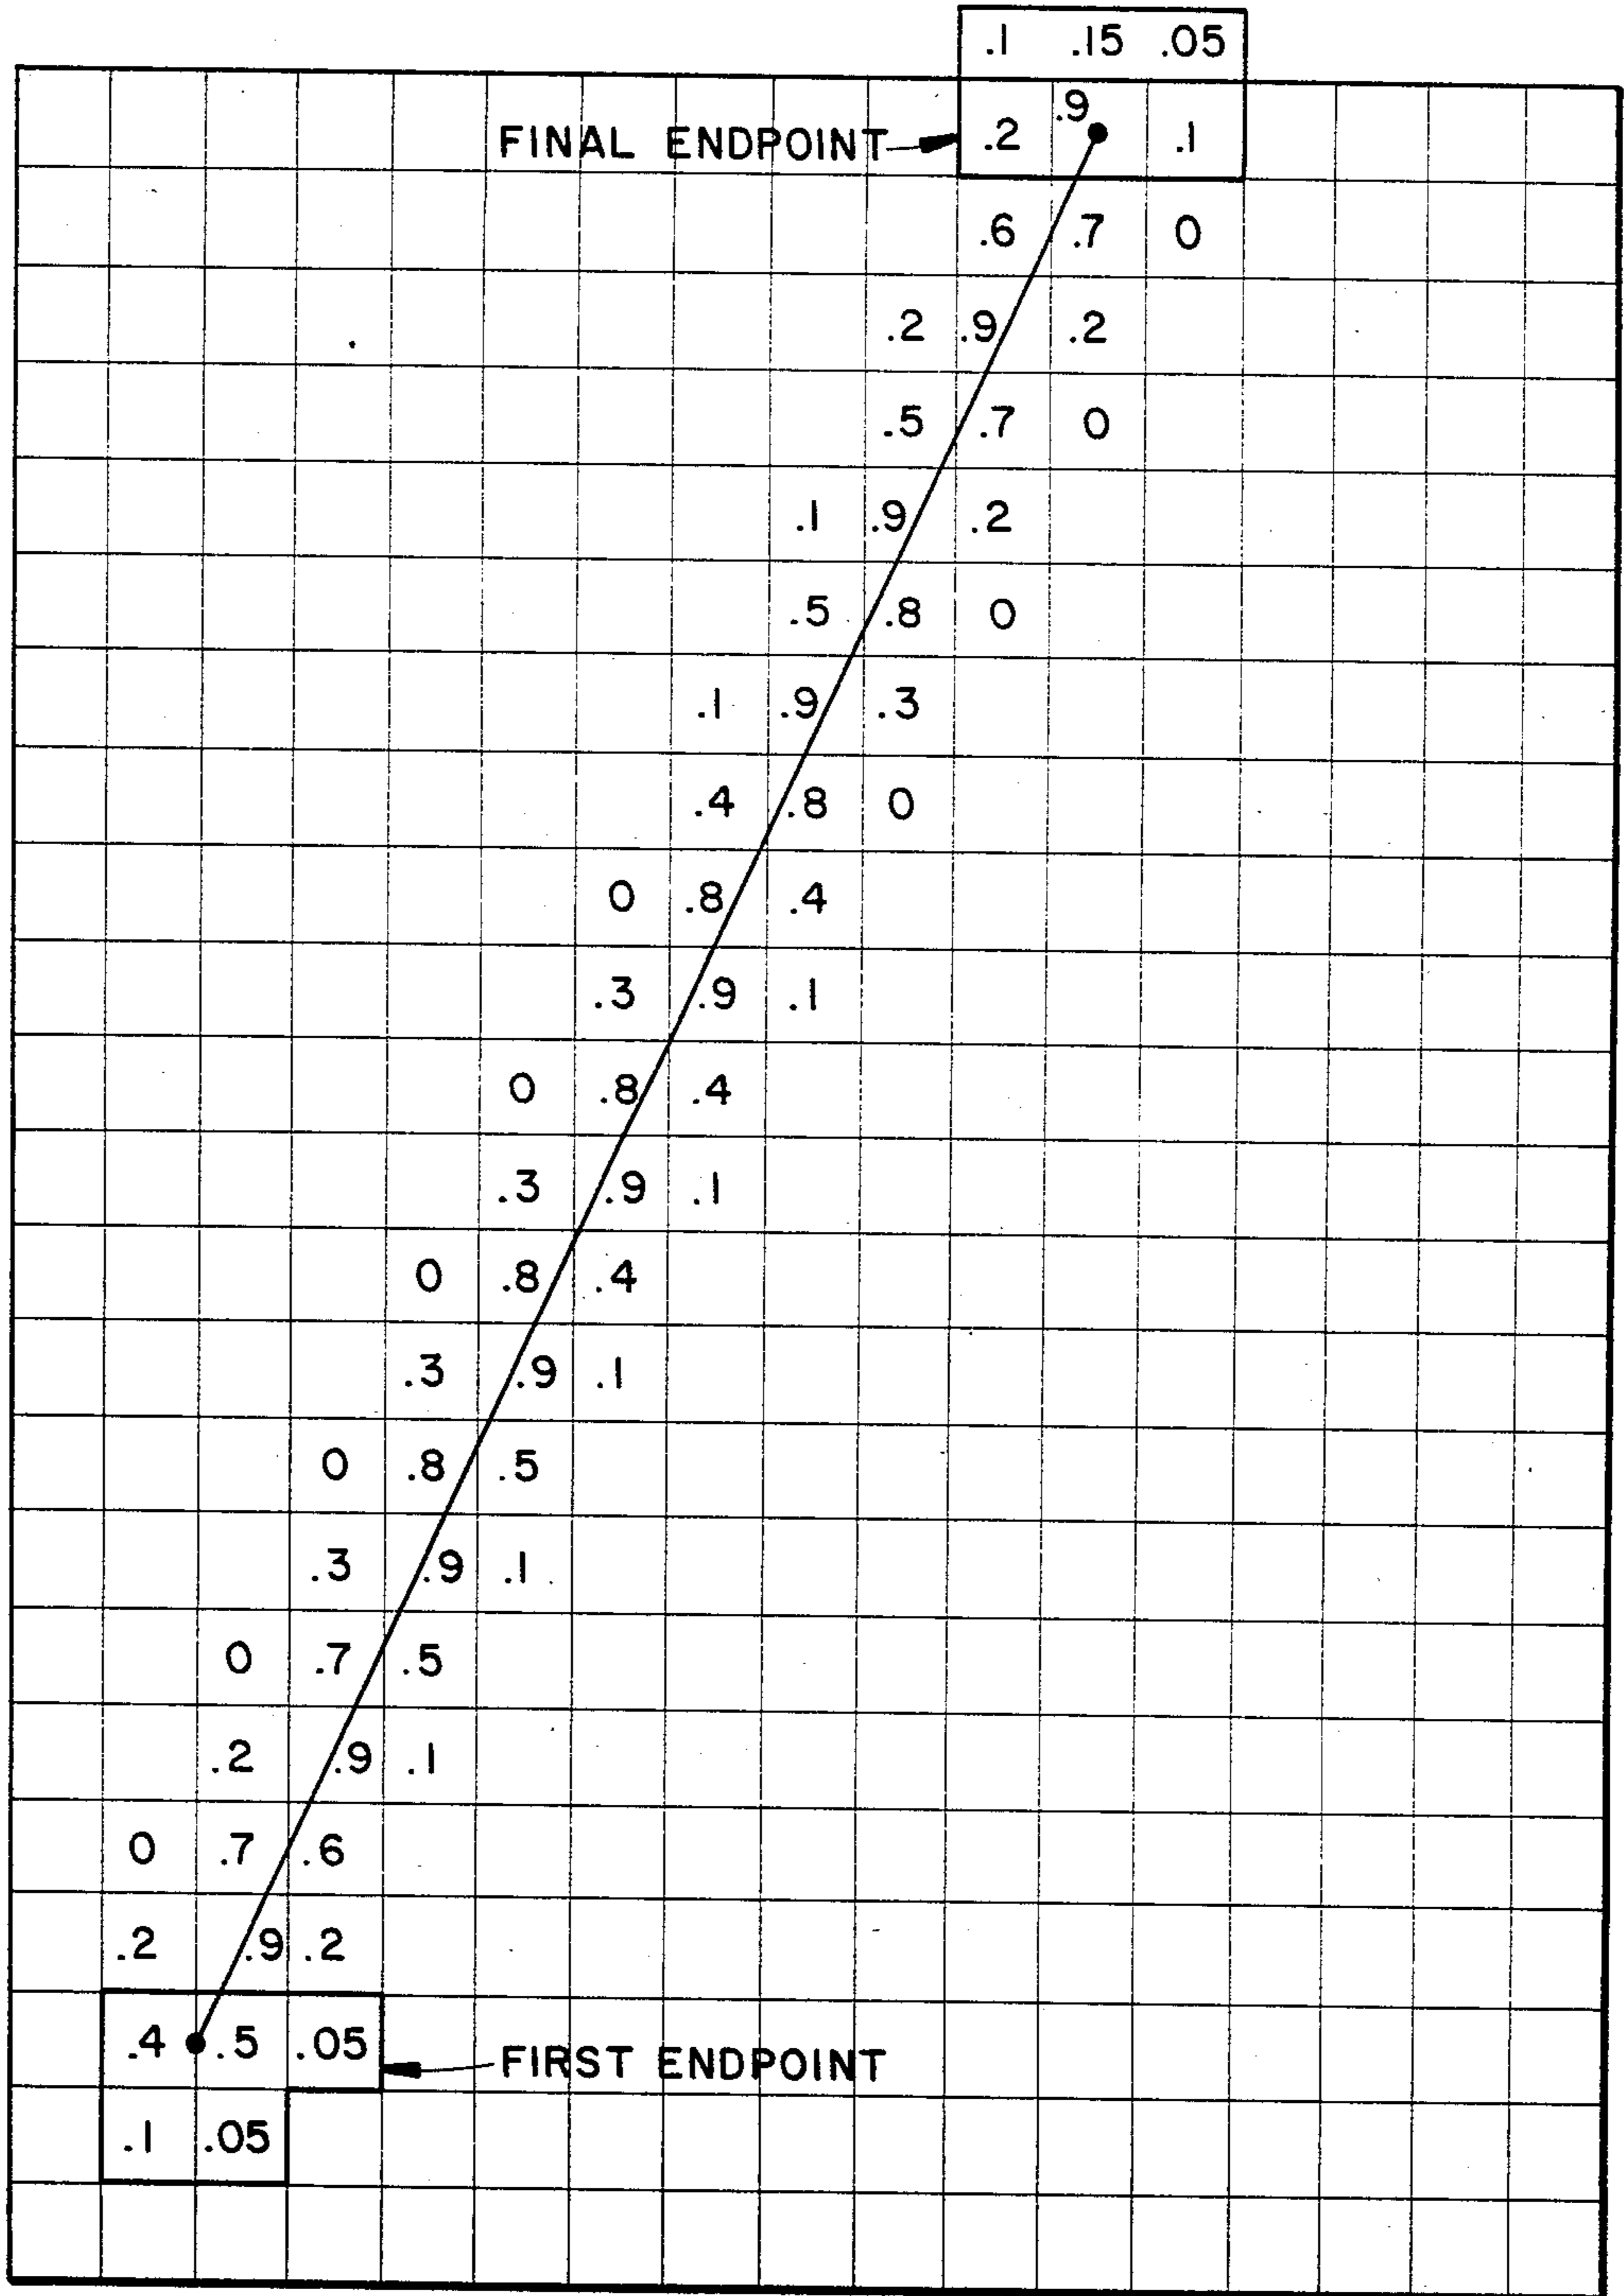 .1 .15 .05
FINAL ENDPOINT .2 .9 .1
.6 .7 0
.2 .9 .2
.5 .7 0
.1 .9 .2
.5 .8 0
.1 .9 .3
.4 .8 0
0 .8 .4
.3 .9 .1
0 .8 .4
.3 .9 .1
0 .8 .4
.3 .9 .1
0 .8 .5
.3 .9 .1
0 .7 .5
.2 .9 .1
0 .7 .6
.2 .9 .2
.4 .5 .05 FIRST ENDPOINT
.1 .05